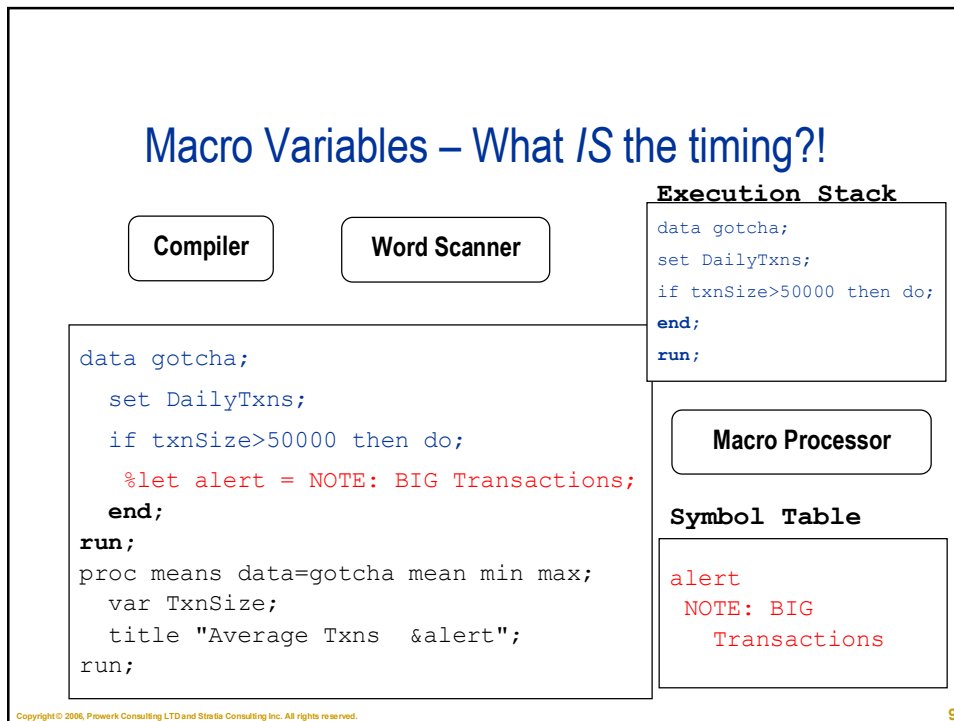 Macro Variables – What IS the timing?!
Compiler
Word Scanner
Execution Stack
data gotcha;
set DailyTxns;
if txnSize>50000 then do;
end;
run;
data gotcha;
set DailyTxns;
if txnSize>50000 then do;
%let alert = NOTE: BIG Transactions;
end;
run;
proc means data=gotcha mean min max;
var TxnSize;
title "Average Txns  &alert";
run;
Macro Processor
Symbol Table
alert
NOTE: BIG
Transactions
Copyright © 2006, Prowerk Consulting LTD and Stratia Consulting Inc. All rights reserved.
9